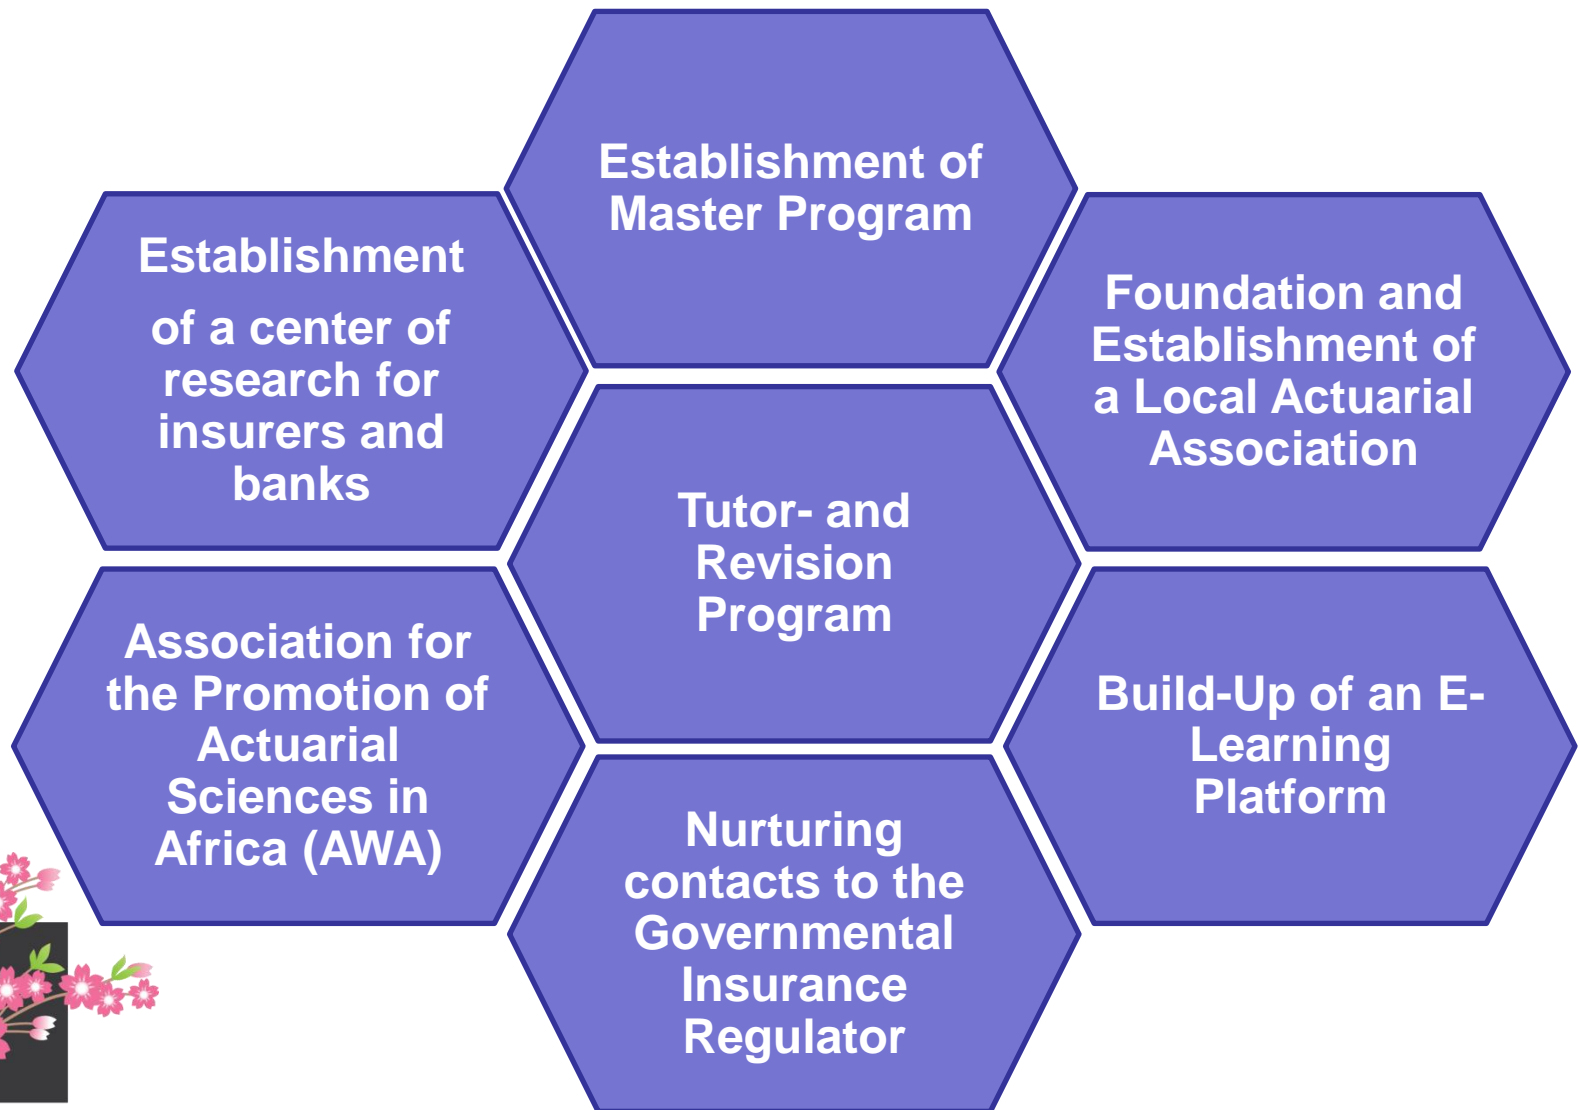 Establishment of
Master Program
Establishment
of a center of
research for
insurers and
banks
Foundation and
Establishment of
a Local Actuarial
Association
Tutor- and
Revision
Program
Association for
the Promotion of
Actuarial
Sciences in
Africa (AWA)
Build-Up of an E-
Learning
Platform
Nurturing
contacts to the
Governmental
Insurance
Regulator